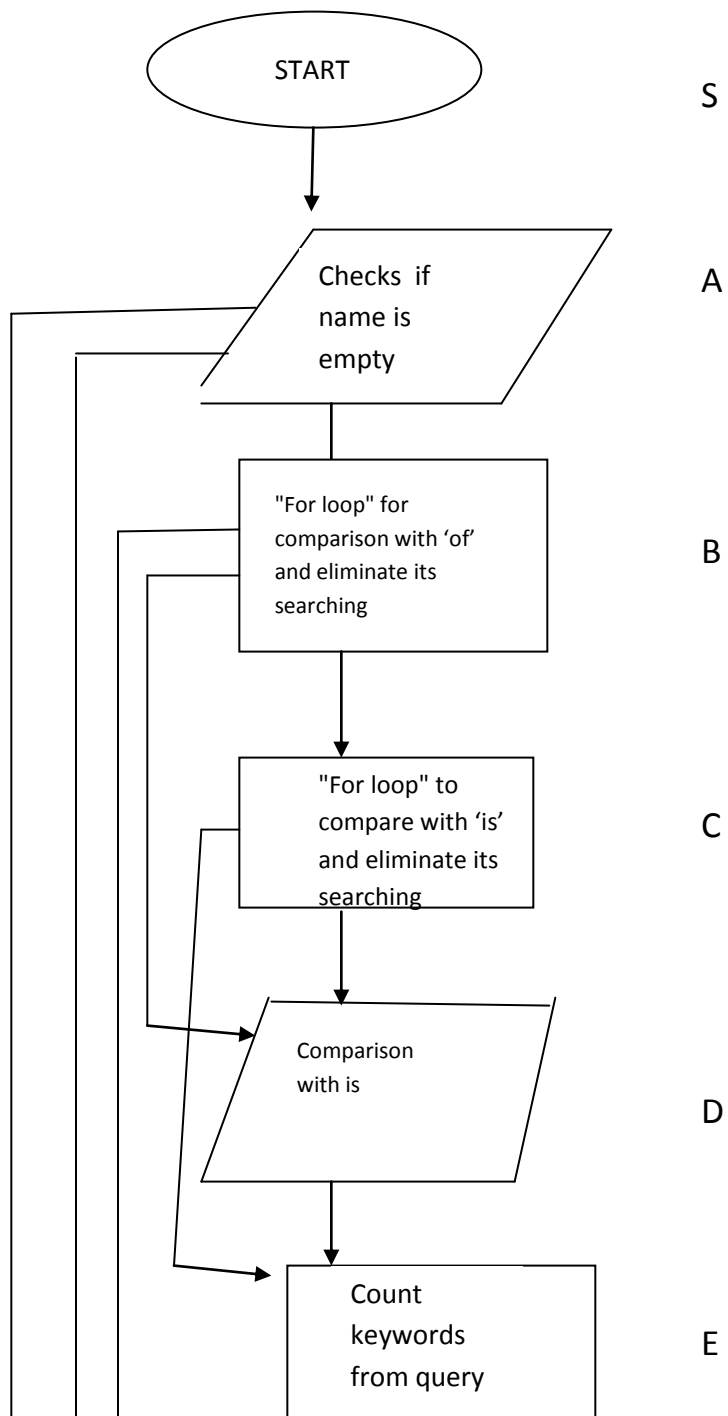 START
S
Checks  if
name is
empty
A
"For loop" for
comparison with ‘of’
and eliminate its
searching
B
"For loop" to
compare with ‘is’
and eliminate its
searching
C
Comparison
with is
D
Count
keywords
from query
E